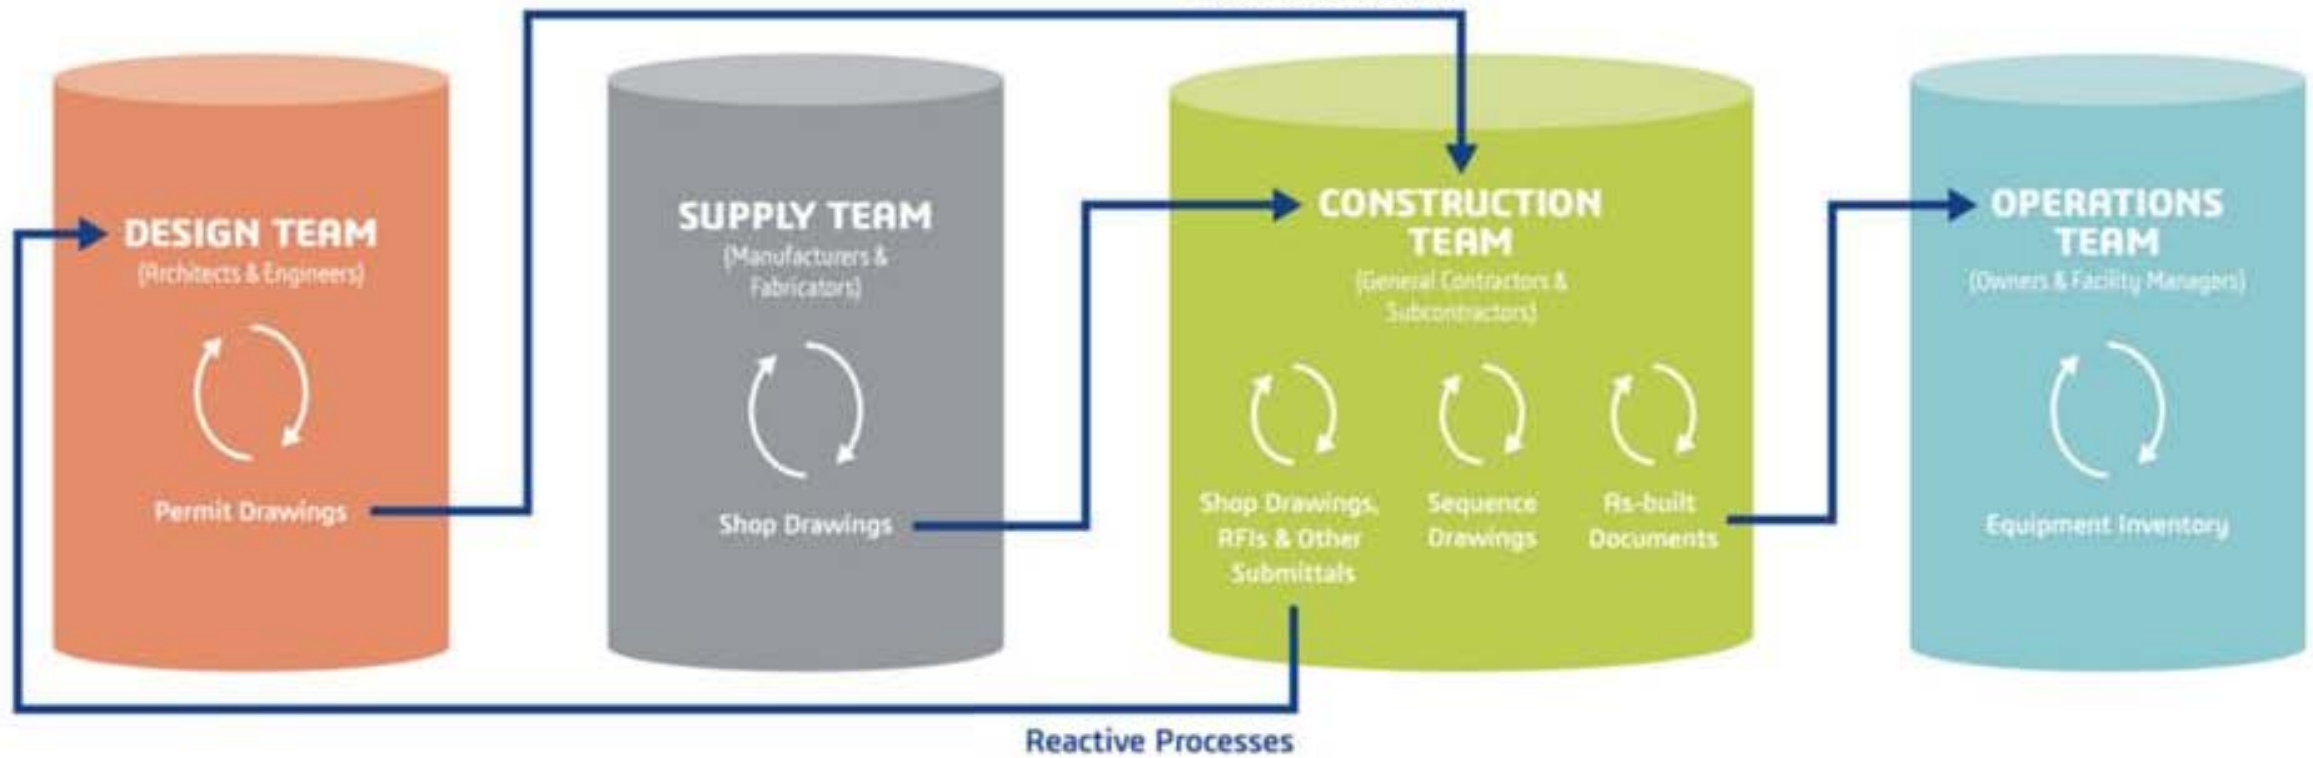 DESIGN TEAM
(Architects & Engineers)
Permit Drawings
SUPPLY TEAM
(Manufacturers &
Fabricators)
Shop Drawings
CONSTRUCTION
TEAM
(General Contractors &
Subcontractors)
Shop Drawings,
RFIs & Other
Submittals
Sequence
Drawings
As-built
Documents
OPERATIONS
TEAM
(Owners & Facility Managers)
Equipment Inventory
Reactive Processes